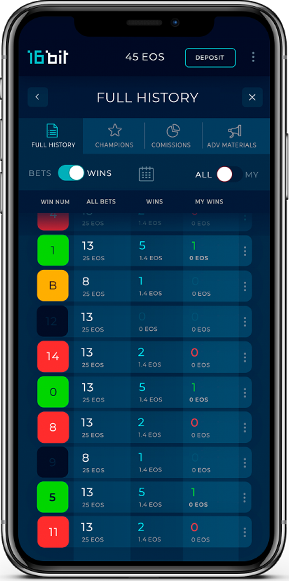 16bit 45 EOS DEPOSIT
FULL HISTORY
FULL HISTORY CHAMPIONS COMISSIONS ADV MATERIALS
BETS WINS ALL MY
WIN NUM ALL BETS WINS MY WINS
25 EOS 1.4 EOS 0 EOS
1 13 5 1
25 EOS 1.4 EOS 0 EOS
B 8 1
25 EOS 1.4 EOS
12 13 0 0
25 EOS 0 EOS 0 EOS
14 13 2 0
25 EOS 1.4 EOS 0 EOS
0 13 5 1
25 EOS 1.4 EOS 0 EOS
8 13 2 0
25 EOS 1.4 EOS 0 EOS
9 8 1
25 EOS 1.4 EOS
5 13 5 1
25 EOS 1.4 EOS 0 EOS
11 13 2 0
25 EOS 1.4 EOS 0 EOS